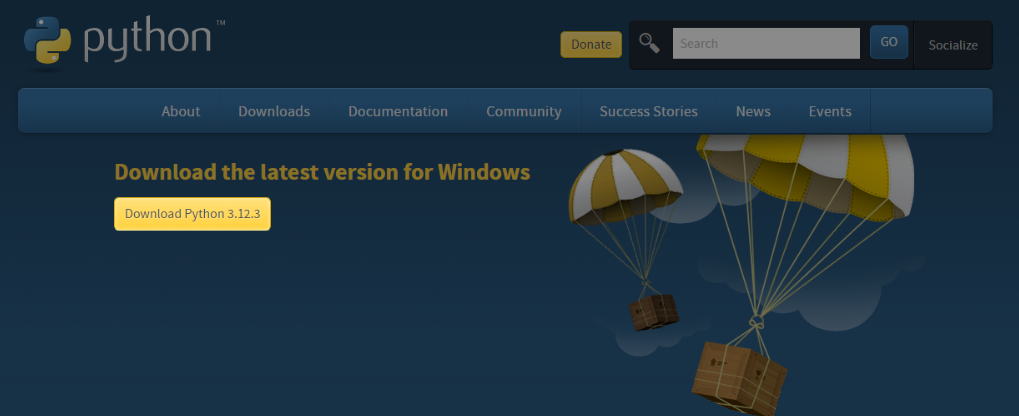 python™
Donate
Search
GO
Socialize
About
Downloads
Documentation
Community
Success Stories
News
Events
Download the latest version for Windows
Download Python 3.12.3